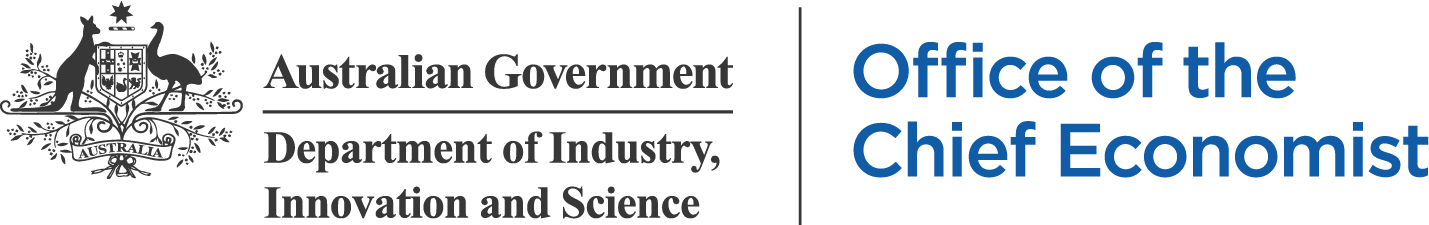 AUSTRALIA
Australian Government
Department of Industry,
Innovation and Science
Office of the
Chief Economist